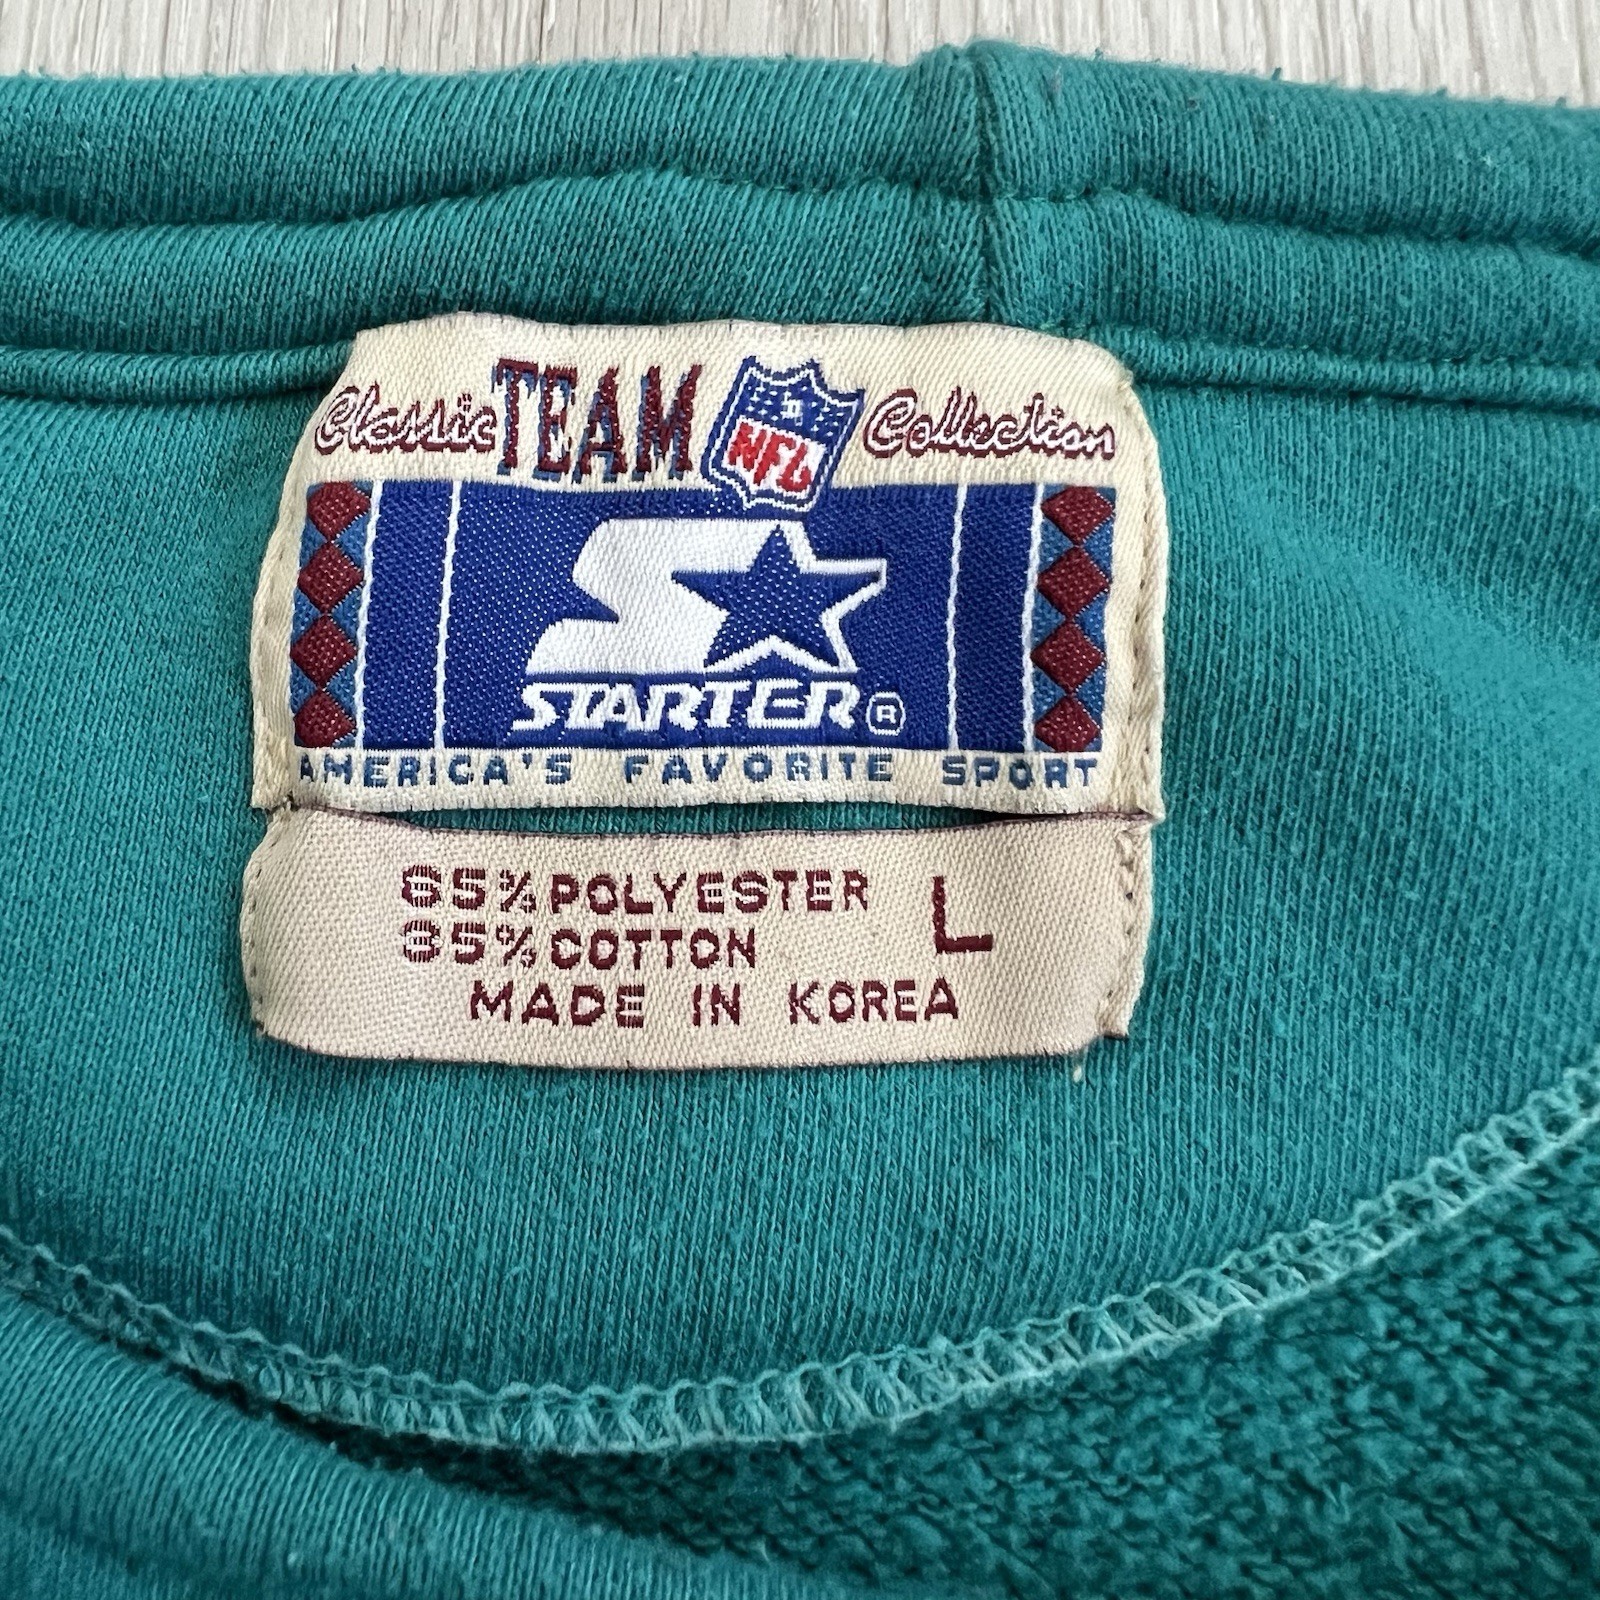 Classic TEAM NFL Collection
STARTER®
AMERICA'S FAVORITE SPORT
65% POLYESTER
35% COTTON
L
MADE IN KOREA